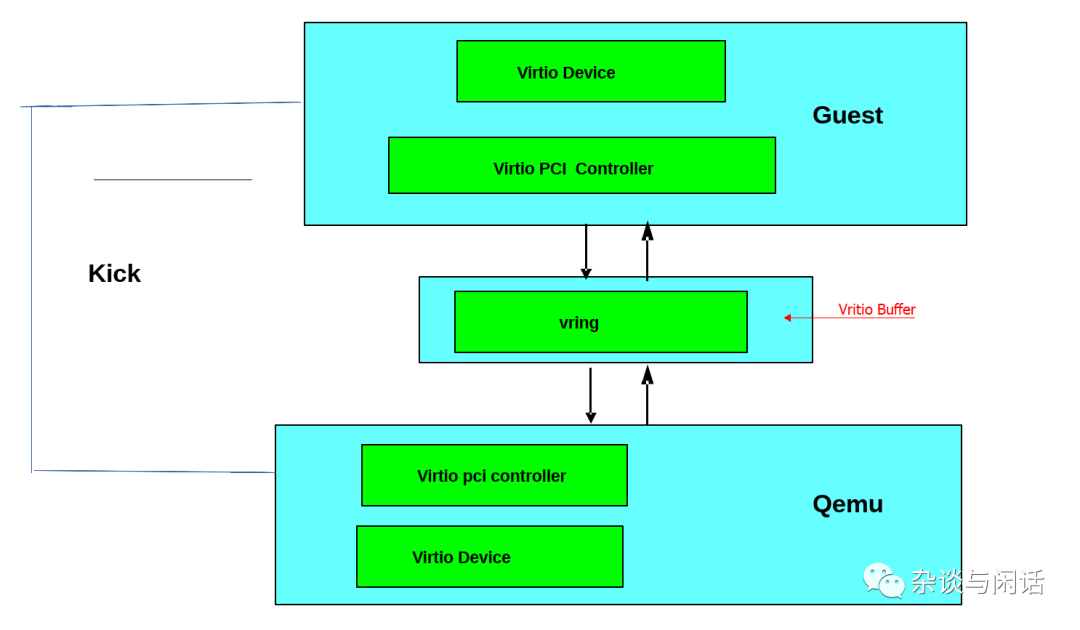 Virtio Device
Guest
Virtio PCI  Controller
Kick
Vritio Buffer
vring
Virtio pci controller
Qemu
Virtio Device
杂谈与闲话